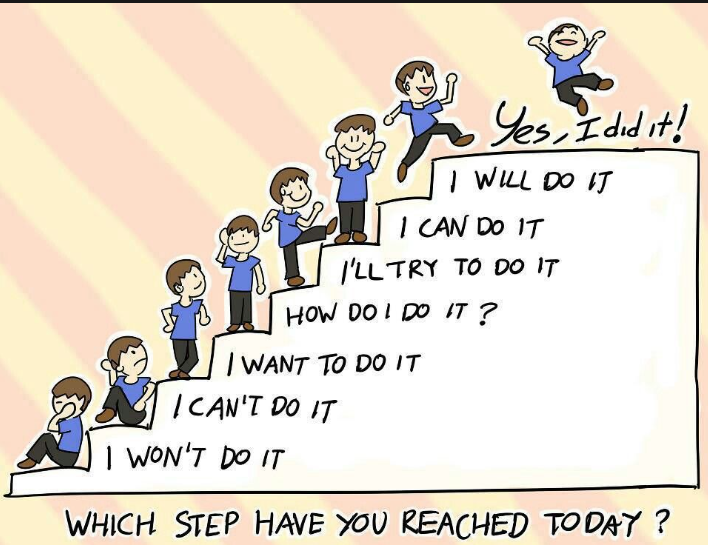 Yes, I did it!
I WILL DO IT
I CAN DO IT
I'LL TRY TO DO IT
HOW DO I DO IT ?
I WANT TO DO IT
I CAN'T DO IT
I WON'T DO IT
WHICH STEP HAVE YOU REACHED TODAY ?